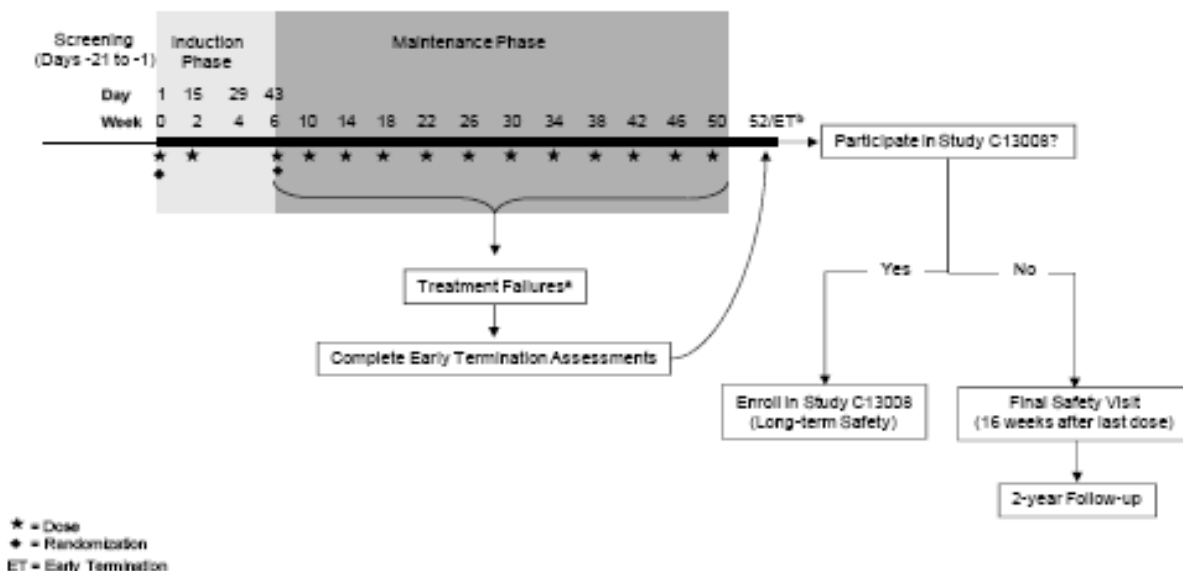 Screening
(Days -21 to -1)
Induction
Phase
Maintenance Phase
Day 1 15 29 43
Week 0 2 4 6 10 14 18 22 26 30 34 38 42 46 50 52/ETᵇ
Participate in Study C13008?
Yes
No
Treatment Failuresᵃ
Complete Early Termination Assessments
Enroll in Study C13008
(Long-term Safety)
Final Safety Visit
(16 weeks after last dose)
2-year Follow-up
★ = Dose
◆ = Randomization
ET = Early Termination